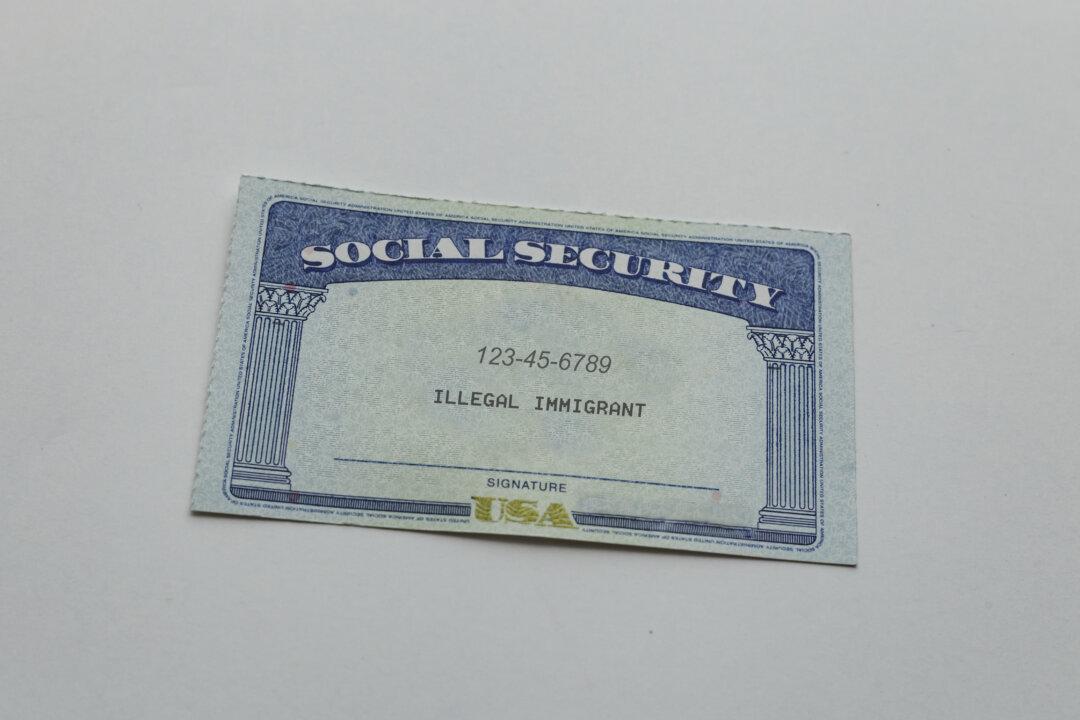 SOCIAL SECURITY
123-45-6789
ILLEGAL IMMIGRANT
SIGNATURE
USA